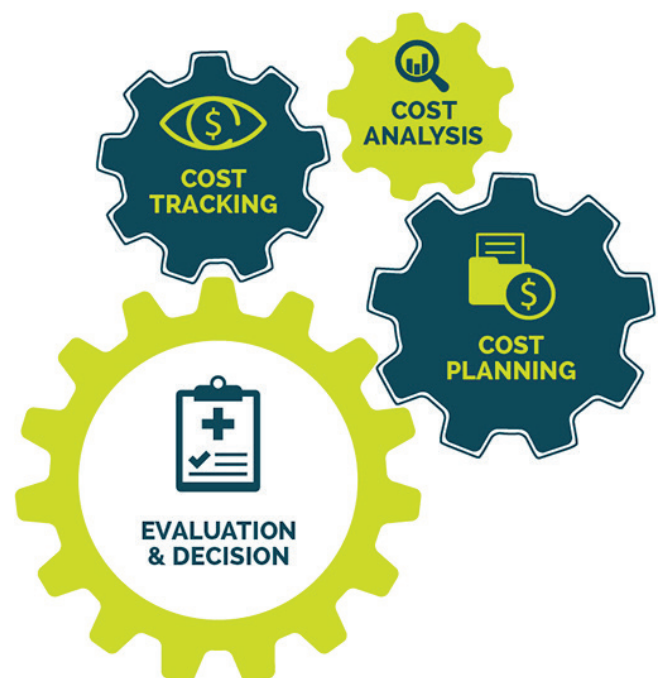 COST
ANALYSIS
$
COST
TRACKING
$
COST
PLANNING
EVALUATION
& DECISION